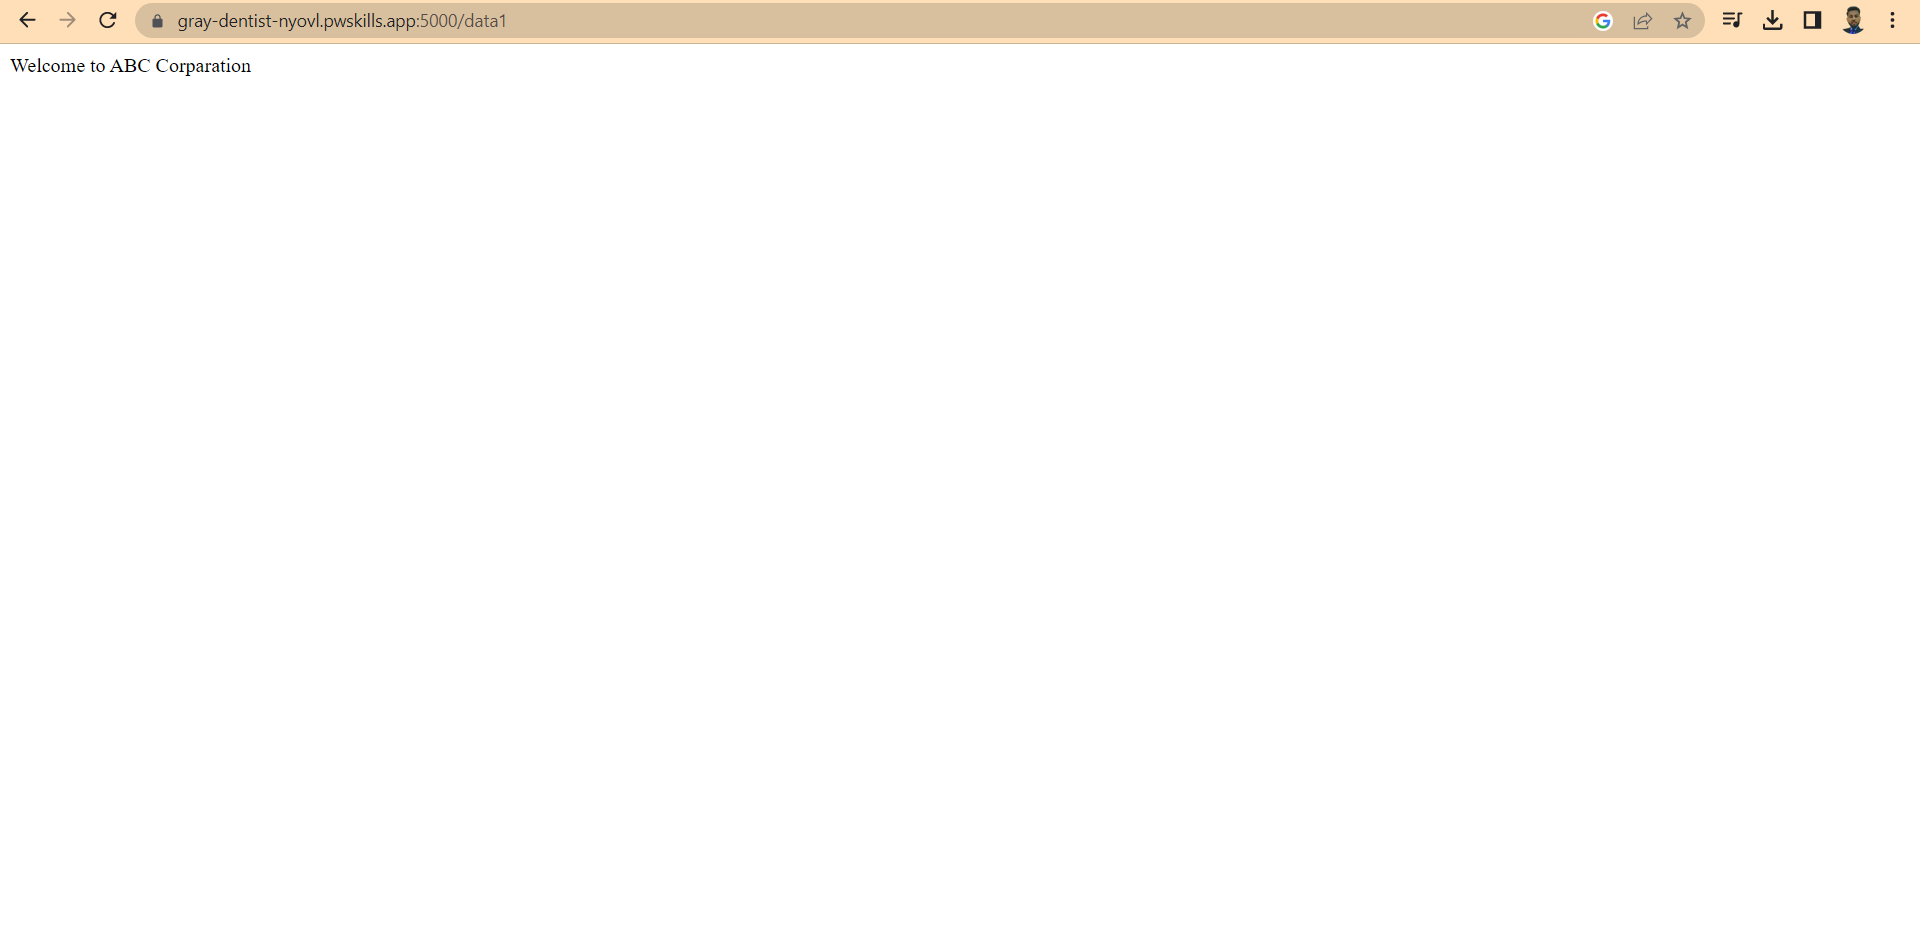 gray-dentist-nyovl.pwskills.app:5000/data1
Welcome to ABC Corparation